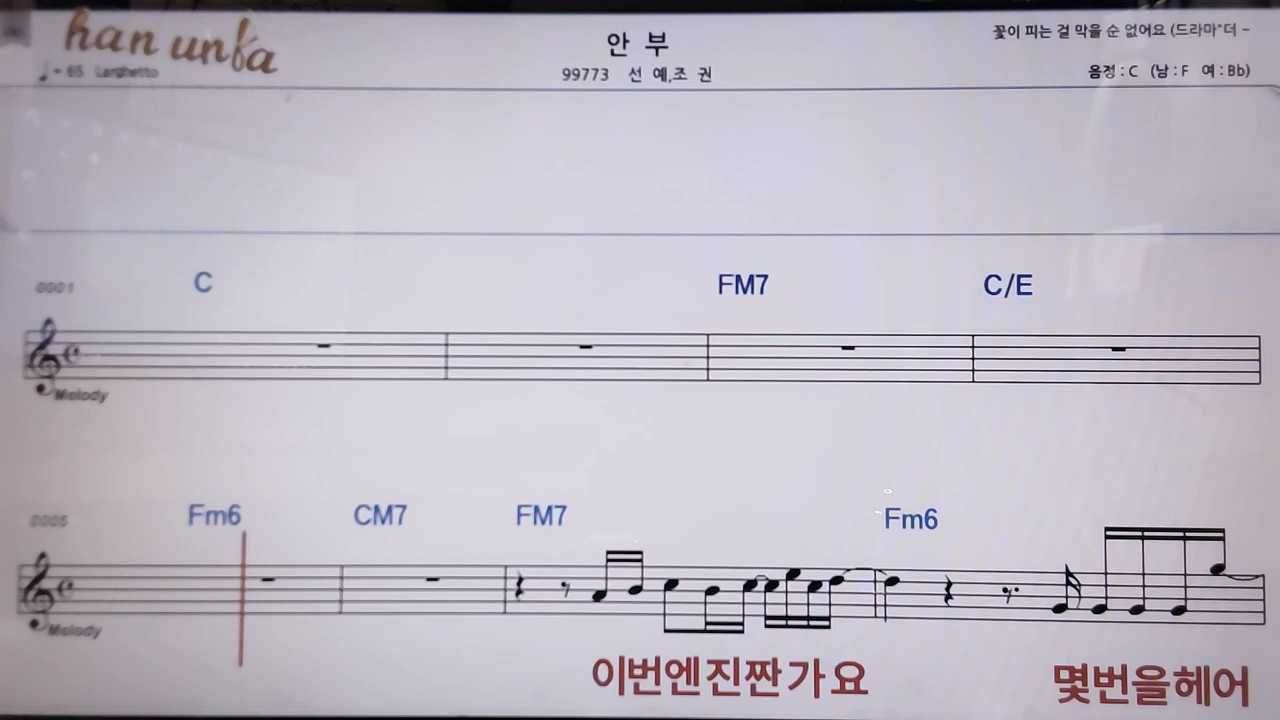 han unfa
안 부
꽃이 피는 걸 막을 순 없어요 (드라마"더 -
♩ = 65 Larghetto
99773 선 예,조 권
음정 : C (남 : F 여 : Bb)
0001 C FM7 C/E
Melody
0005 Fm6 CM7 FM7 Fm6
Melody
이번엔진짠가요 몇번을헤어